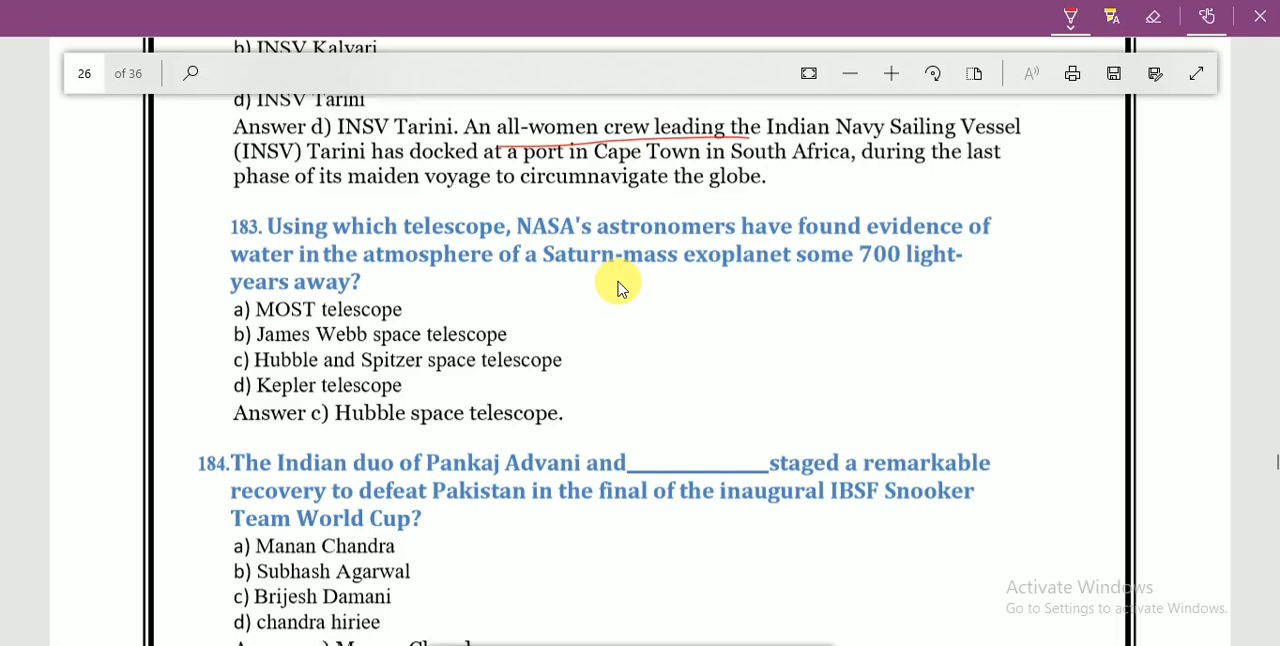 b) INSV Kalvari
26 of 36
d) INSV Tarini
Answer d) INSV Tarini. An all-women crew leading the Indian Navy Sailing Vessel
(INSV) Tarini has docked at a port in Cape Town in South Africa, during the last
phase of its maiden voyage to circumnavigate the globe.
183. Using which telescope, NASA's astronomers have found evidence of
water in the atmosphere of a Saturn-mass exoplanet some 700 light-
years away?
a) MOST telescope
b) James Webb space telescope
c) Hubble and Spitzer space telescope
d) Kepler telescope
Answer c) Hubble space telescope.
184.The Indian duo of Pankaj Advani and____________staged a remarkable
recovery to defeat Pakistan in the final of the inaugural IBSF Snooker
Team World Cup?
a) Manan Chandra
b) Subhash Agarwal
c) Brijesh Damani
d) chandra hiriee
Activate Windows
Go to Settings to activate Windows.